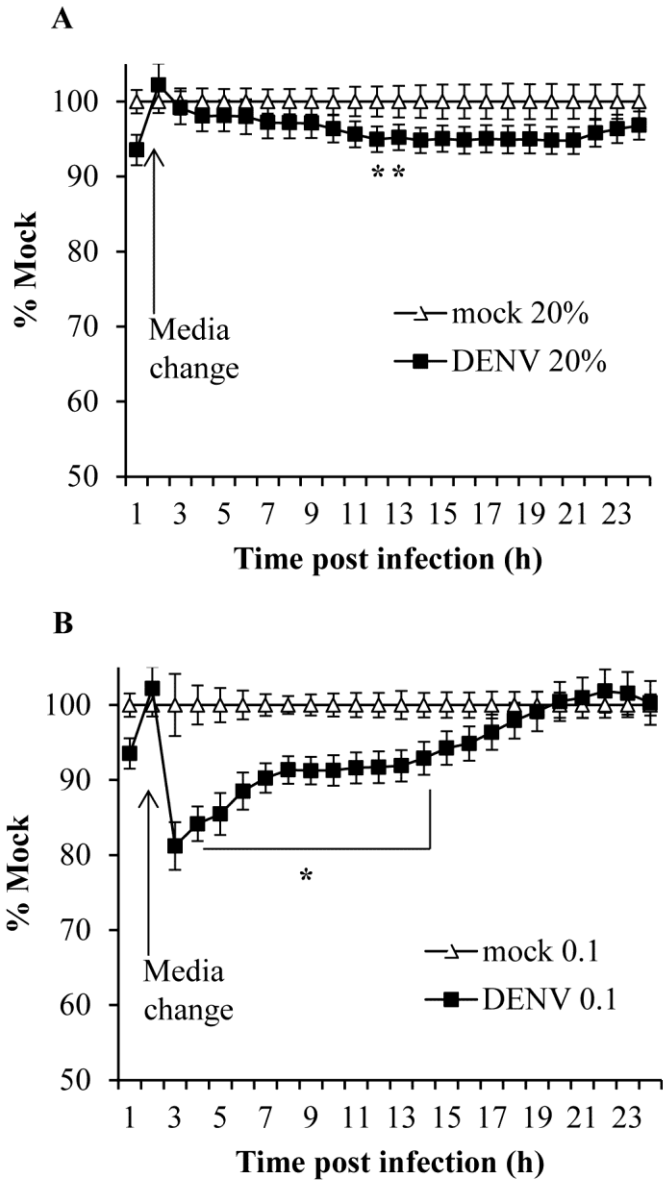 A
% Mock
100
90
80
70
60
50
* *
Media
change
mock 20%
DENV 20%
1 3 5 7 9 11 13 15 17 19 21 23
Time post infection (h)
B
% Mock
100
90
80
70
60
50
*
Media
change
mock 0.1
DENV 0.1
1 3 5 7 9 11 13 15 17 19 21 23
Time post infection (h)